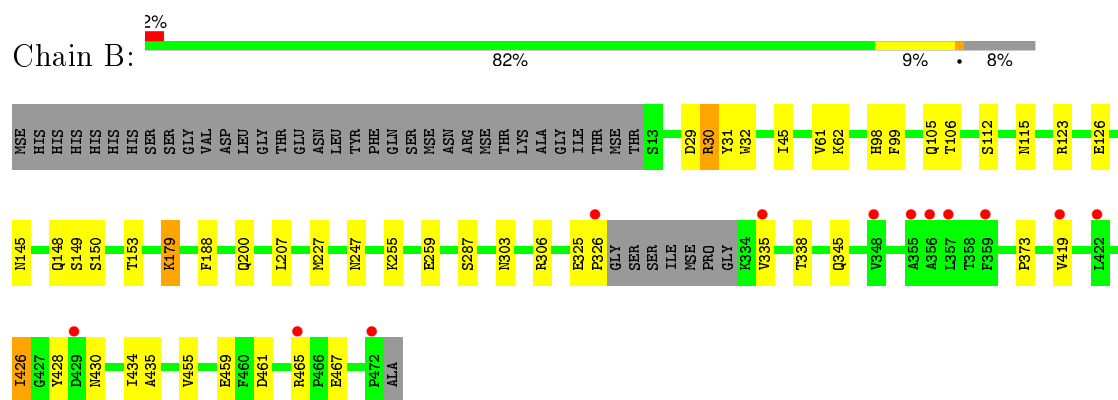 2%
Chain B:
82% 9% • 8%
MSE HIS HIS HIS HIS HIS HIS SER SER GLY VAL ASP LEU GLY THR GLU ASN LEU TYR PHE GLN SER MSE ASN ARG MSE THR LYS ALA GLY ILE THR MSE THR S13 D29 R30 Y31 W32 I45 V61 K62 H98 F99 Q105 T106 S112 N115 R123 E126
N145 Q148 S149 S150 T153 K179 F188 Q200 L207 M227 N247 K255 E259 S287 N303 R306 E325 P326 GLY SER SER ILE MSE PRO GLY K334 V335 T338 Q345 V348 A355 A356 L357 T358 F359 P373 V419 L422
I426 G427 Y428 D429 N430 I434 A435 V455 E459 F460 D461 R465 P466 E467 P472 ALA